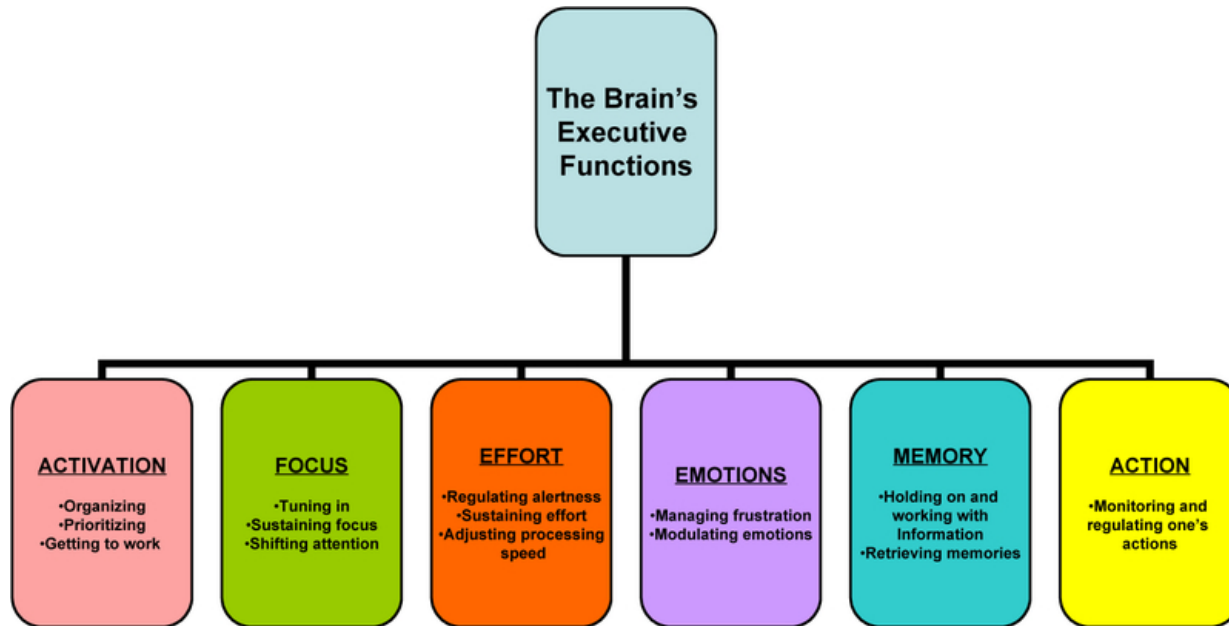 The Brain's
Executive
Functions
ACTIVATION
•Organizing
•Prioritizing
•Getting to work
FOCUS
•Tuning in
•Sustaining focus
•Shifting attention
EFFORT
•Regulating alertness
•Sustaining effort
•Adjusting processing
speed
EMOTIONS
•Managing frustration
•Modulating emotions
MEMORY
•Holding on and
working with
Information
•Retrieving memories
ACTION
•Monitoring and
regulating one's
actions